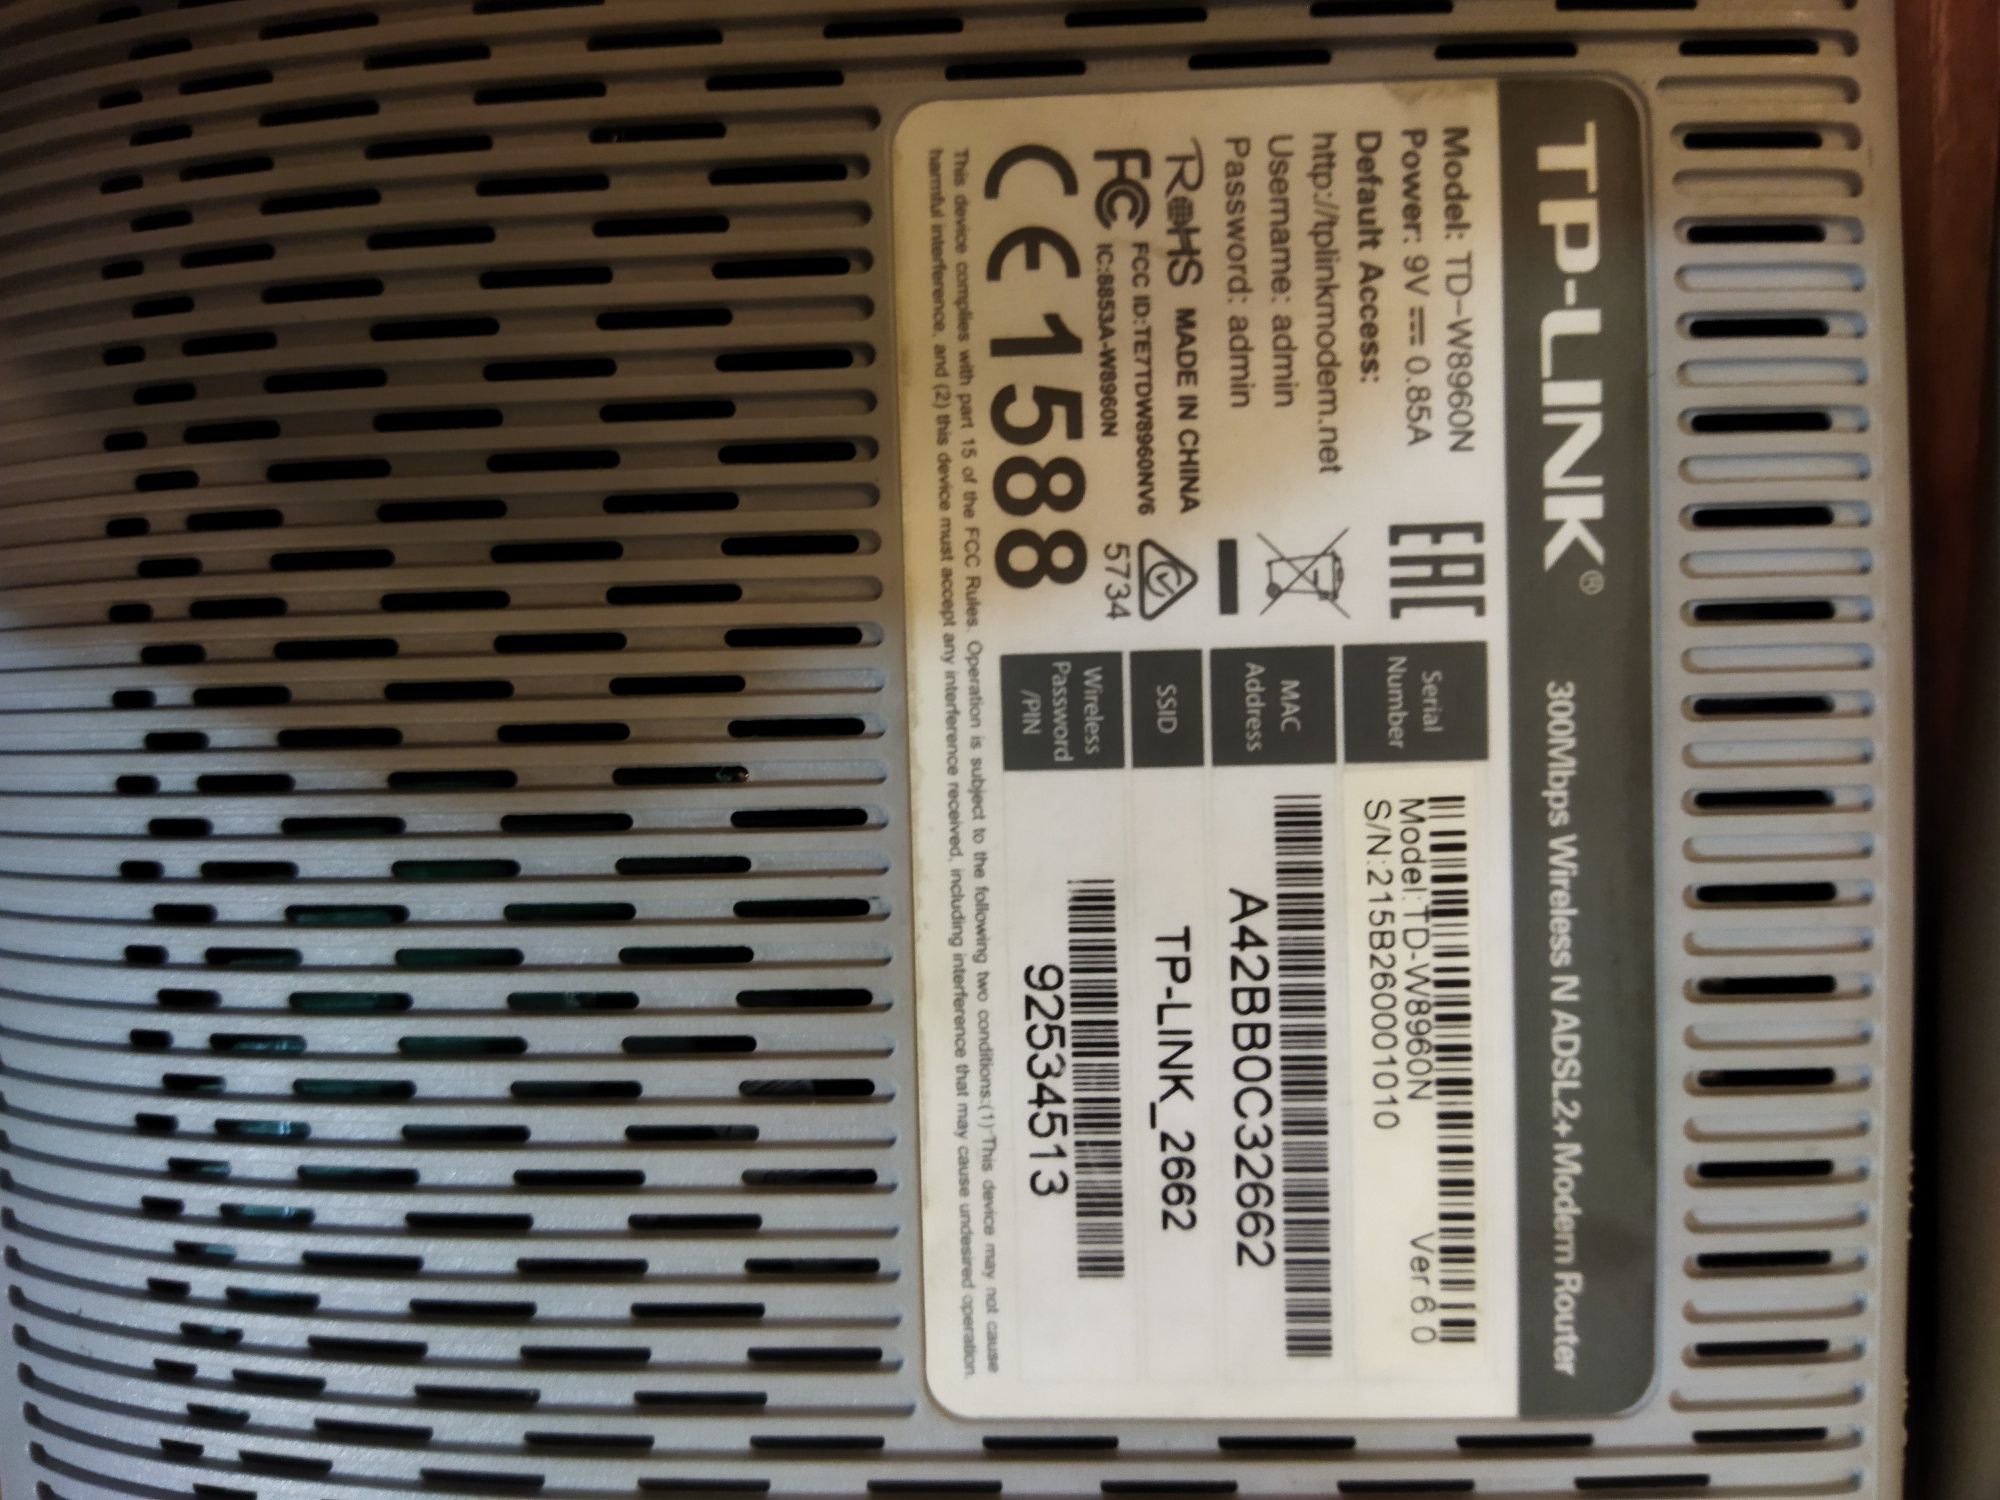 TP-LINK®
300Mbps Wireless N ADSL2+ Modem Router
Model: TD-W8960N
Power: 9V⎓0.85A
Default Access:
http://tplinkmodem.net
Username: admin
Password: admin
RoHS MADE IN CHINA
FC FCC ID:TE7TDW8960NV6
IC:8853A-W8960N
CE1588
EAC
5734
Serial
Number
Model:TD-W8960N Ver:6.0
S/N:215B260001010
MAC
Address
A42BB0C32662
SSID
TP-LINK_2662
Wireless
Password
/PIN
92534513
This device complies with part 15 of the FCC Rules. Operation is subject to the following two conditions:(1) This device may not cause
harmful interference, and (2) this device must accept any interference received, including interference that may cause undesired operation.